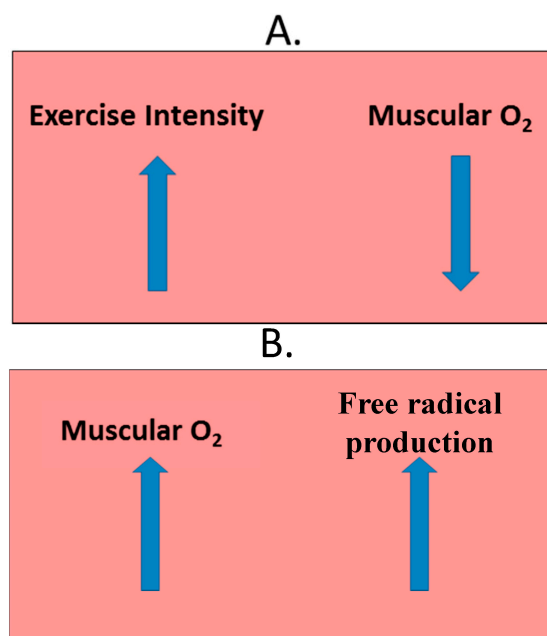 A.
Exercise Intensity
Muscular O₂
B.
Muscular O₂
Free radical
production